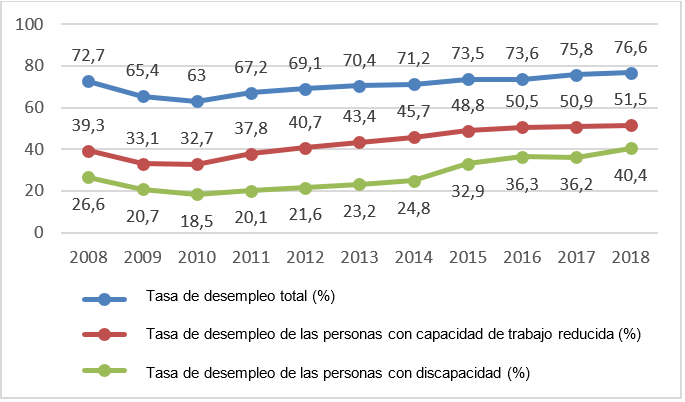 100
80
60
40
20
0
72,7 65,4 63 67,2 69,1 70,4 71,2 73,5 73,6 75,8 76,6
39,3 33,1 32,7 37,8 40,7 43,4 45,7 48,8 50,5 50,9 51,5
26,6 20,7 18,5 20,1 21,6 23,2 24,8 32,9 36,3 36,2 40,4
2008 2009 2010 2011 2012 2013 2014 2015 2016 2017 2018
Tasa de desempleo total (%)
Tasa de desempleo de las personas con capacidad de trabajo reducida (%)
Tasa de desempleo de las personas con discapacidad (%)